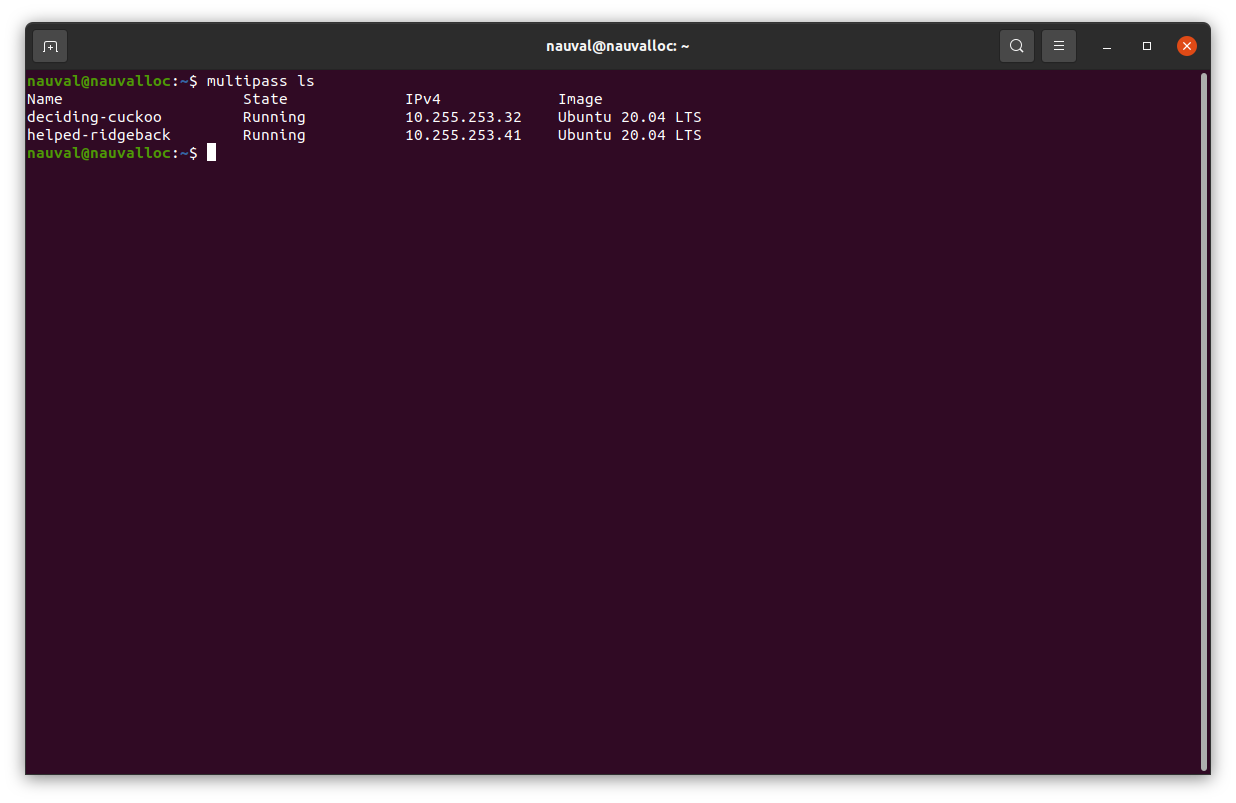 nauval@nauvalloc: ~
nauval@nauvalloc:~$ multipass ls
Name                    State             IPv4             Image
deciding-cuckoo         Running           10.255.253.32    Ubuntu 20.04 LTS
helped-ridgeback        Running           10.255.253.41    Ubuntu 20.04 LTS
nauval@nauvalloc:~$